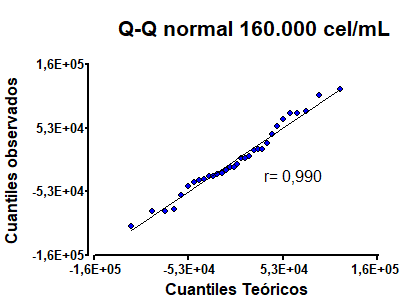 Q-Q normal 160.000 cel/mL
1,6E+05
5,3E+04
-5,3E+04
-1,6E+05
Cuantiles observados
r= 0,990
-1,6E+05
-5,3E+04
5,3E+04
1,6E+05
Cuantiles Teóricos